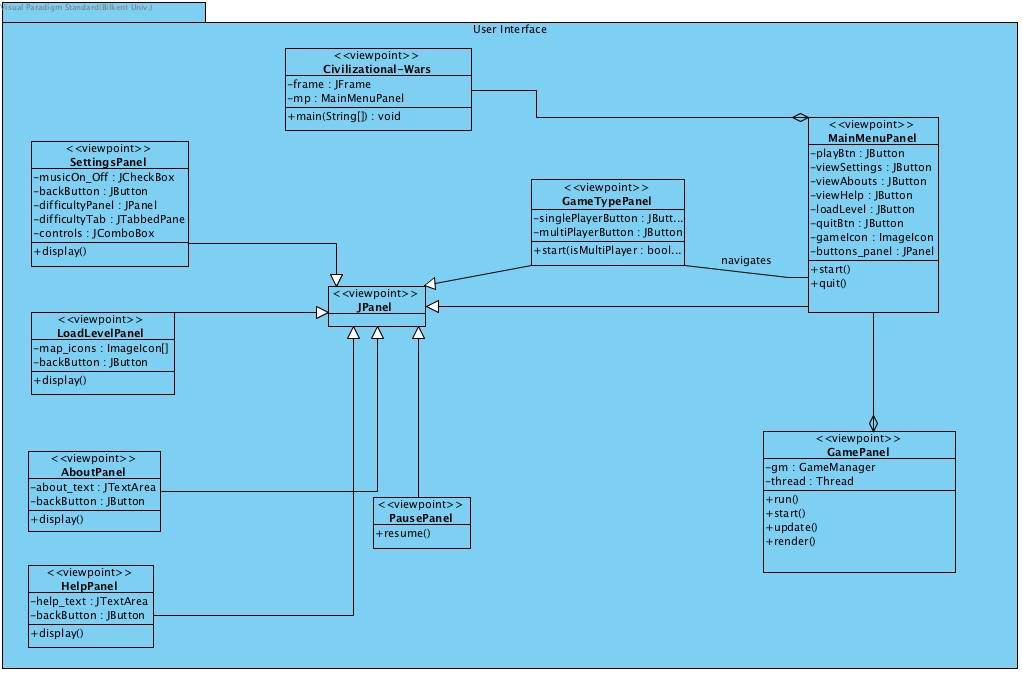 Visual Paradigm Standard(Bilkent Univ.)
User Interface
<<viewpoint>>
Civilizational-Wars
-frame : JFrame
-mp : MainMenuPanel
+main(String[]) : void
<<viewpoint>>
MainMenuPanel
-playBtn : JButton
-viewSettings : JButton
-viewAbouts : JButton
-viewHelp : JButton
-loadLevel : JButton
-quitBtn : JButton
-gameIcon : ImageIcon
-buttons_panel : JPanel
+start()
+quit()
<<viewpoint>>
SettingsPanel
-musicOn_Off : JCheckBox
-backButton : JButton
-difficultyPanel : JPanel
-difficultyTab : JTabbedPane
-controls : JComboBox
+display()
<<viewpoint>>
GameTypePanel
-singlePlayerButton : JButt...
-multiPlayerButton : JButton
+start(isMultiPlayer : bool...
navigates
<<viewpoint>>
JPanel
<<viewpoint>>
LoadLevelPanel
-map_icons : ImageIcon[]
-backButton : JButton
+display()
<<viewpoint>>
AboutPanel
-about_text : JTextArea
-backButton : JButton
+display()
<<viewpoint>>
PausePanel
+resume()
<<viewpoint>>
GamePanel
-gm : GameManager
-thread : Thread
+run()
+start()
+update()
+render()
<<viewpoint>>
HelpPanel
-help_text : JTextArea
-backButton : JButton
+display()